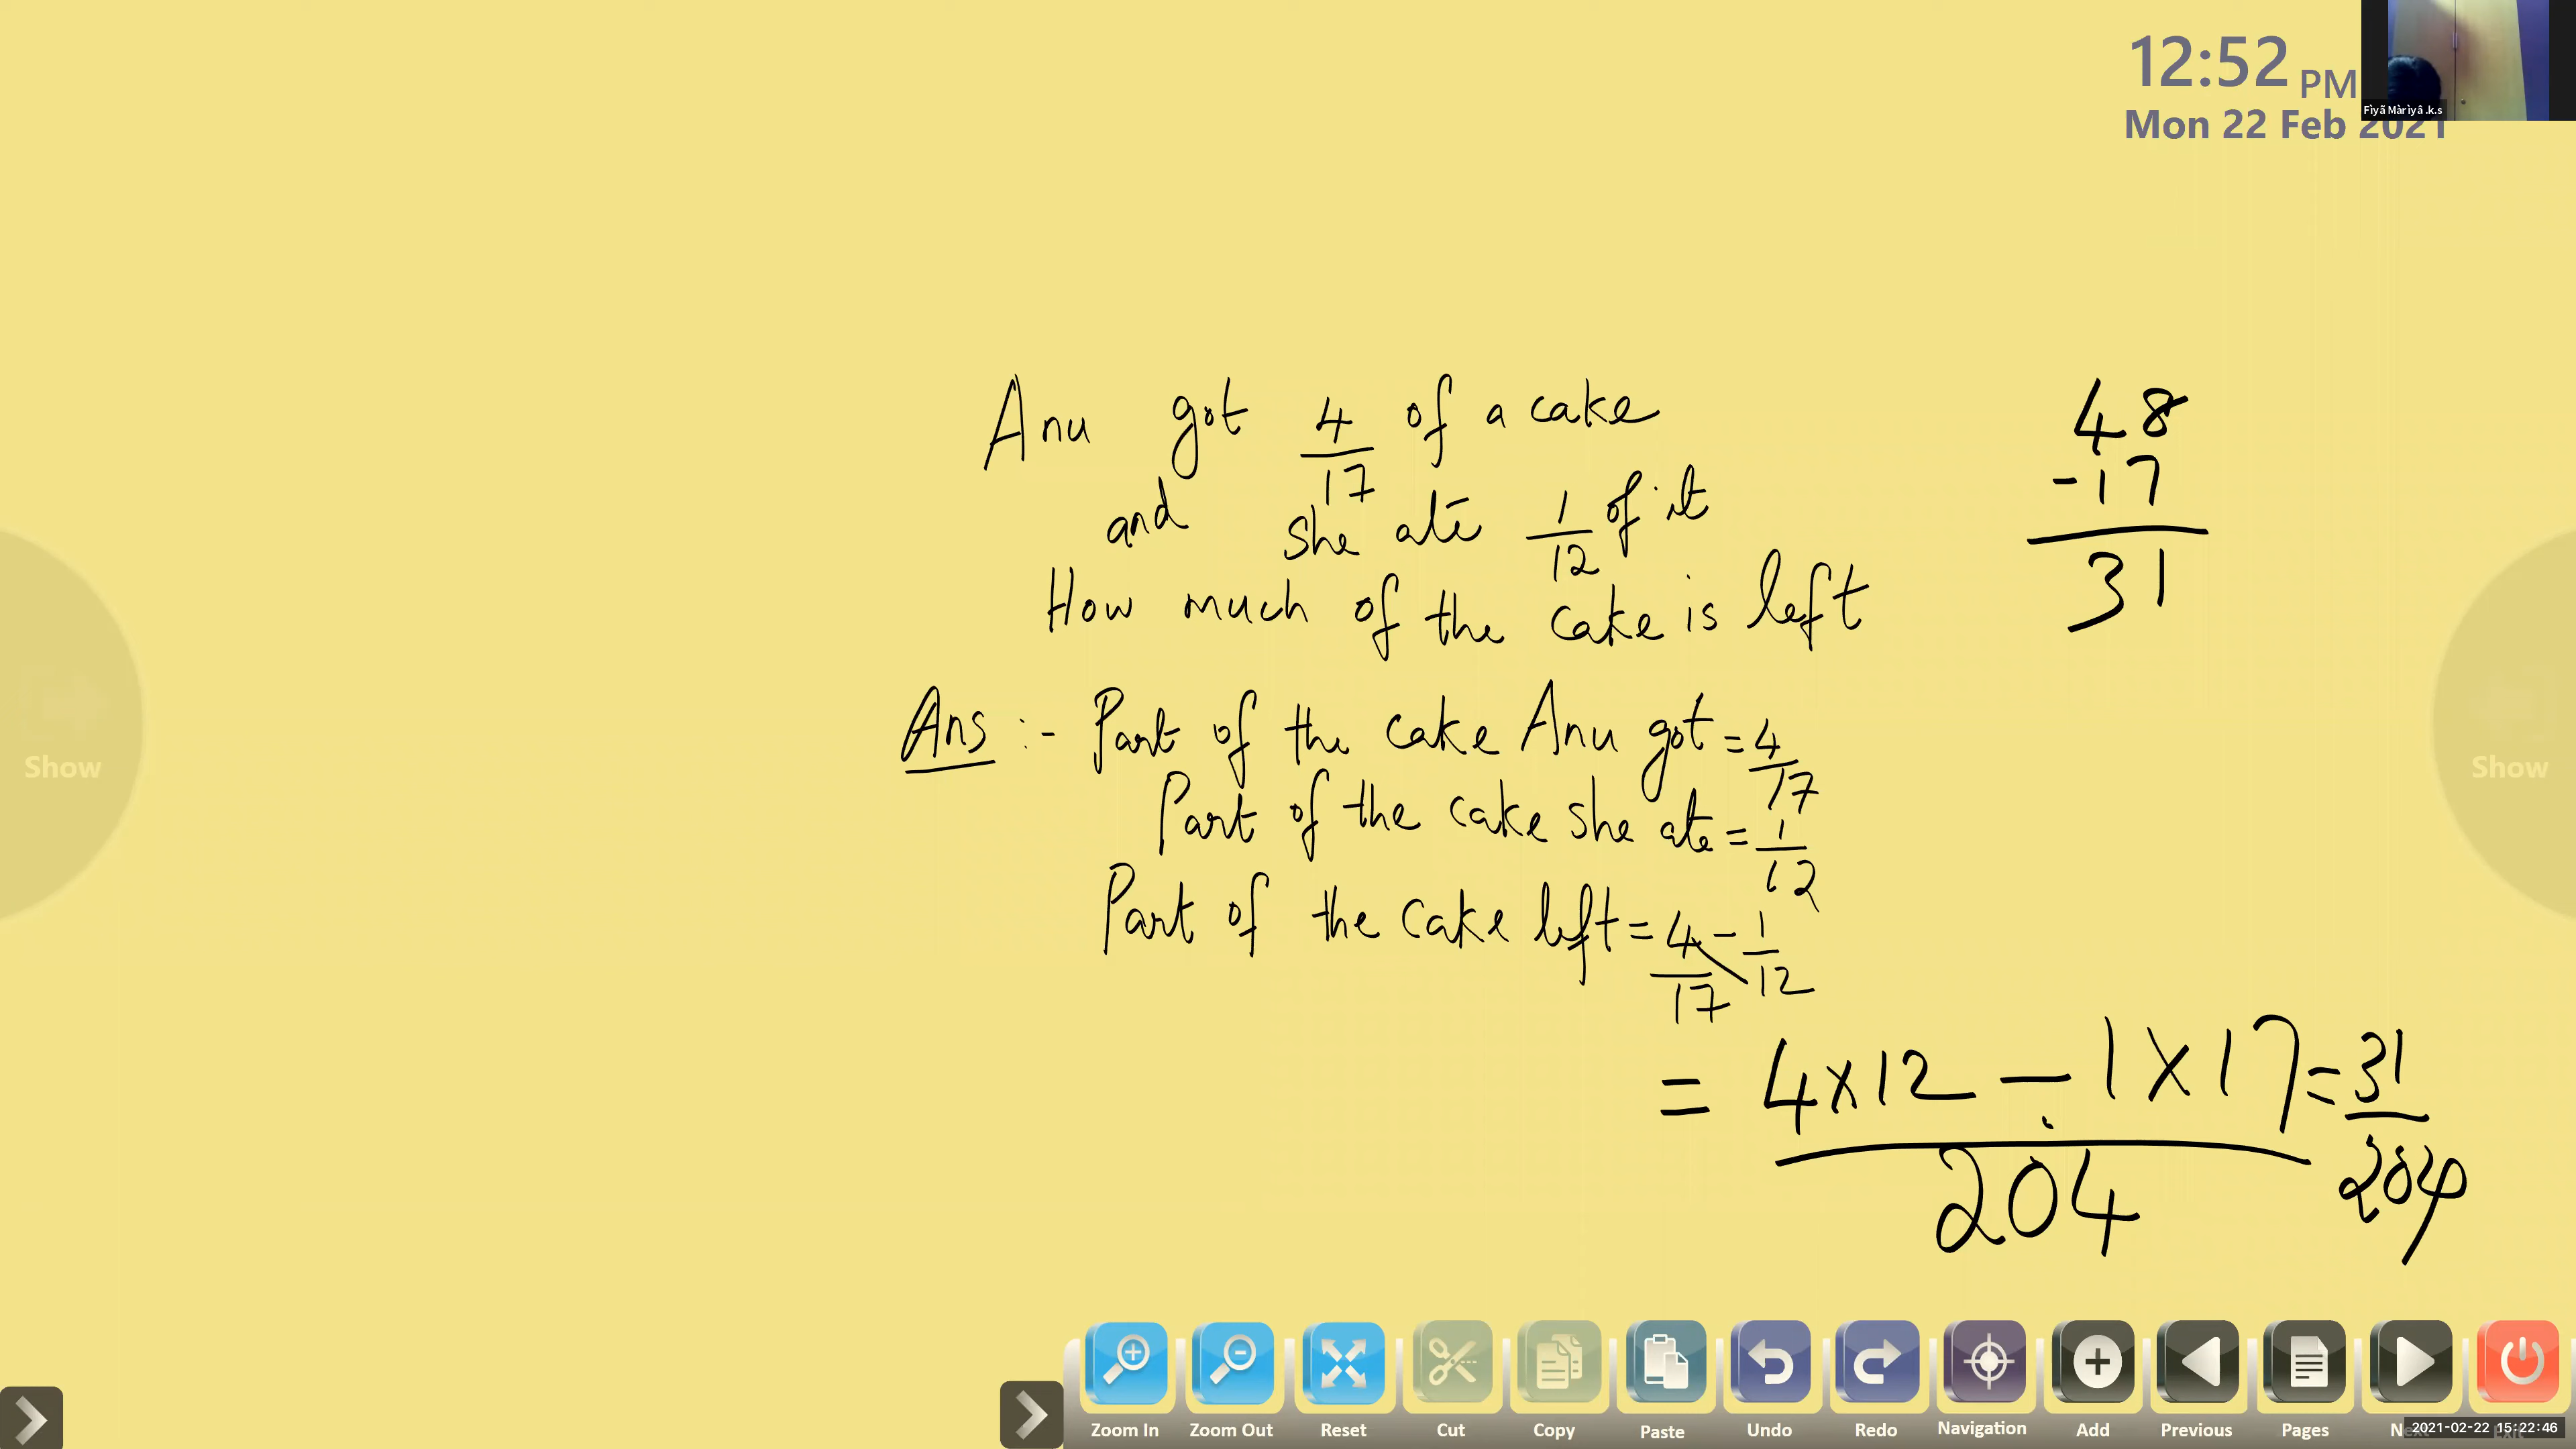 12:52 PM
Mon 22 Feb 2021
Fìyã Màrìyâ .k.s
Anu got 4/17 of a cake
and she ate 1/12 of it
How much of the cake is left
48
-17
31
Ans :- Part of the cake Anu got = 4/17
Part of the cake she ate = 1/12
Part of the cake left = 4/17 - 1/12
= 4x12 - 1x17 / 204 = 31/204
Show
Show
Zoom In Zoom Out Reset Cut Copy Paste Undo Redo Navigation Add Previous Pages
2021-02-22 15:22:46